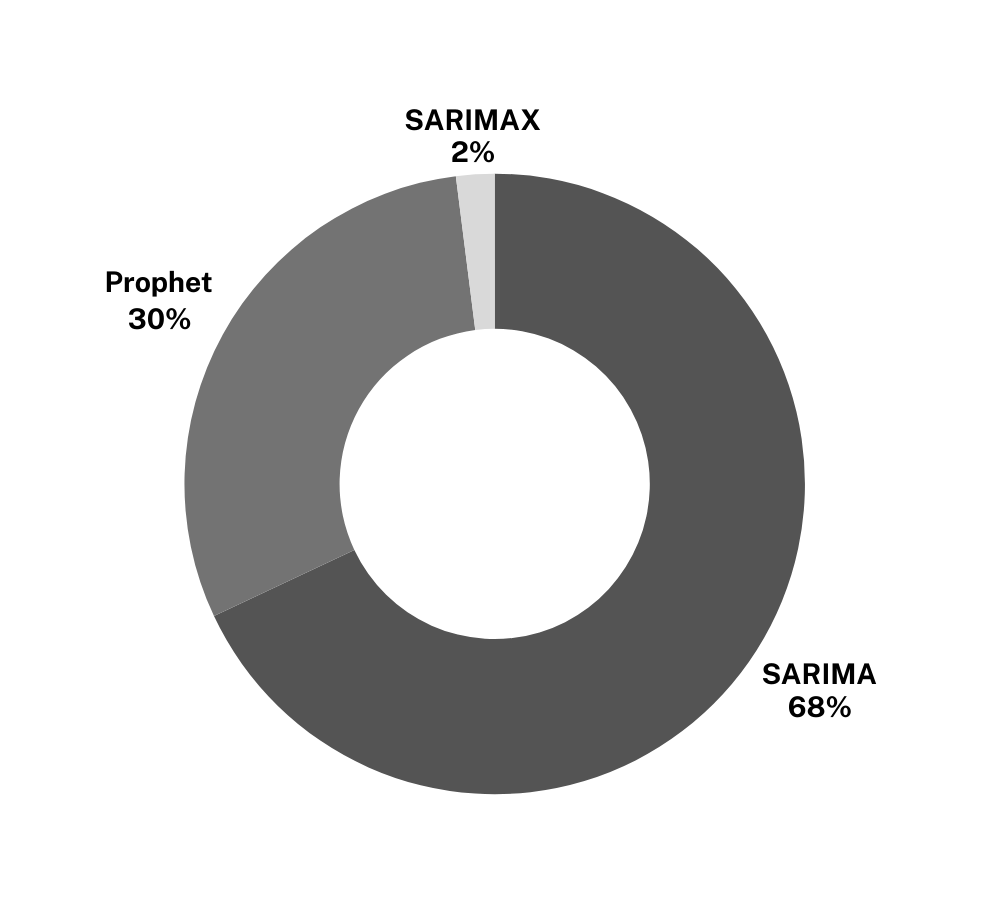 SARIMAX
2%
Prophet
30%
SARIMA
68%